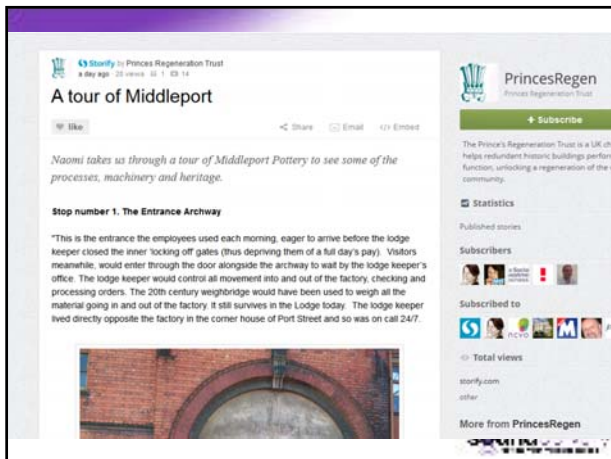 Storify by Princes Regeneration Trust
a day ago 28 views 1 14
A tour of Middleport
like
Share Email </> Embed
Naomi takes us through a tour of Middleport Pottery to see some of the
processes, machinery and heritage.
Stop number 1. The Entrance Archway
"This is the entrance the employees used each morning, eager to arrive before the lodge
keeper closed the inner 'locking off' gates (thus depriving them of a full day's pay). Visitors
meanwhile, would enter through the door alongside the archway to wait by the lodge keeper's
office. The lodge keeper would control all movement into and out of the factory, checking and
processing orders. The 20th century weighbridge would have been used to weigh all the
material going in and out of the factory. It still survives in the Lodge today. The lodge keeper
lived directly opposite the factory in the corner house of Port Street and so was on call 24/7.
PrincesRegen
Princes Regeneration Trust
+ Subscribe
The Prince's Regeneration Trust is a UK ch
helps redundant historic buildings perfor
function, unlocking a regeneration of the
community.
Statistics
Published stories
Subscribers
Subscribed to
ncvo
M
Total views
storify.com
other
More from PrincesRegen
sound